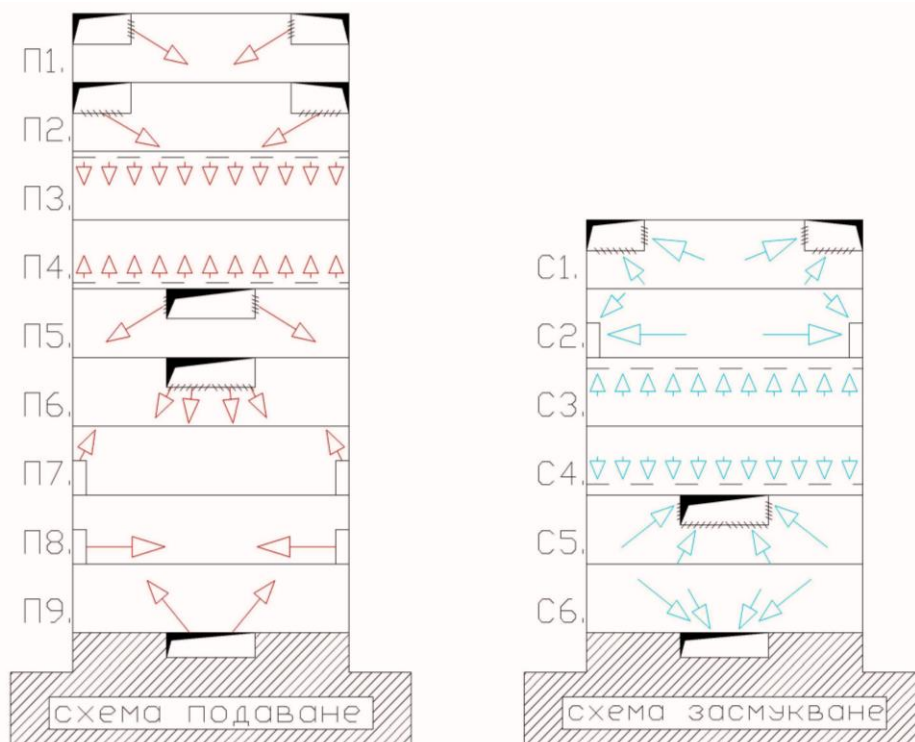 П1.
П2.
П3.
П4.
П5.
П6.
П7.
П8.
П9.
схема подаване
С1.
С2.
С3.
С4.
С5.
С6.
схема засмукване